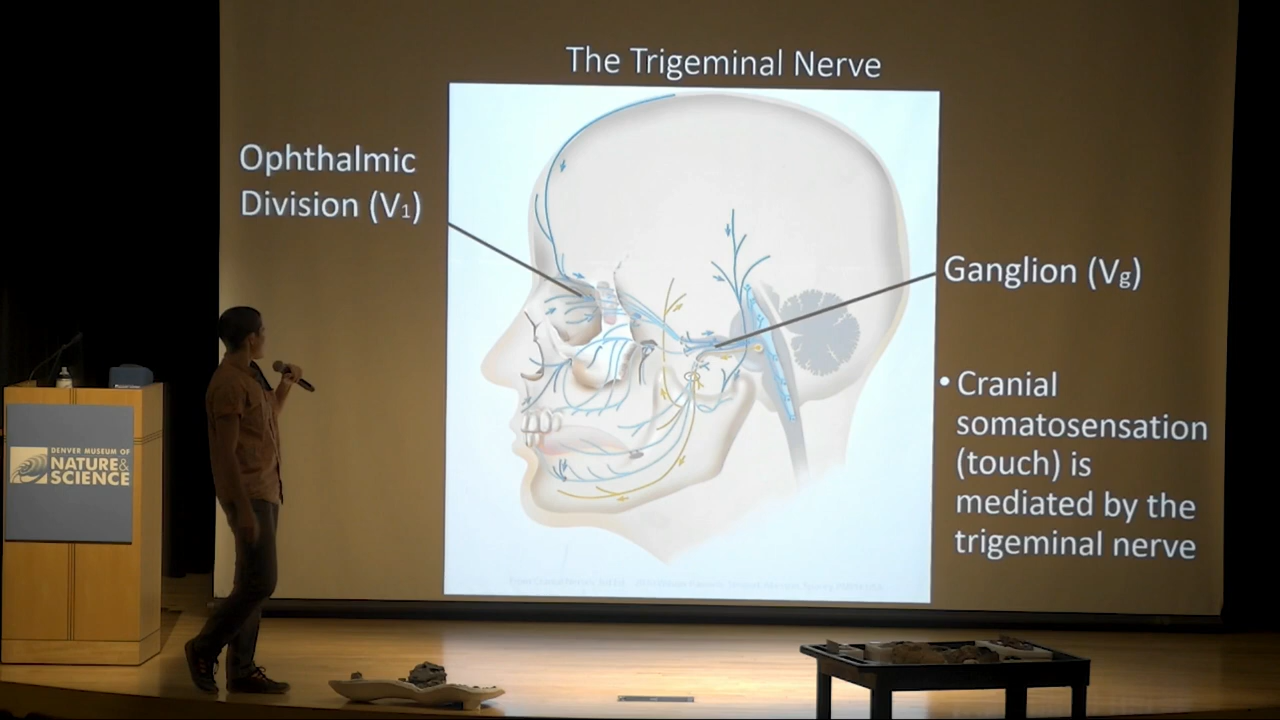 The Trigeminal Nerve
Ophthalmic
Division (V₁)
Ganglion (Vg)
• Cranial
somatosensation
(touch) is
mediated by the
trigeminal nerve
DENVER MUSEUM OF
NATURE &
SCIENCE